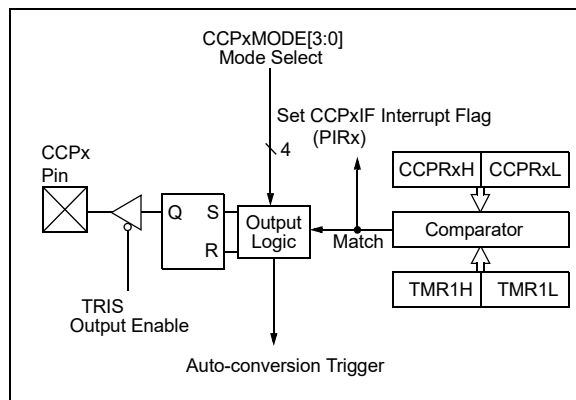 CCPxMODE[3:0]
Mode Select
Set CCPxIF Interrupt Flag
(PIRx)
4
CCPx
Pin
CCPRxH CCPRxL
Q S
R
Output
Logic
Match
Comparator
TMR1H TMR1L
TRIS
Output Enable
Auto-conversion Trigger